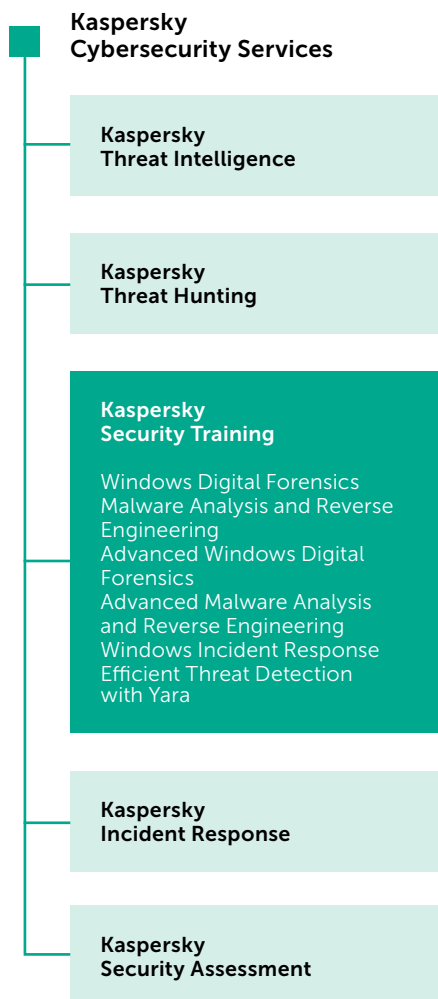 Kaspersky
Cybersecurity Services
Kaspersky
Threat Intelligence
Kaspersky
Threat Hunting
Kaspersky
Security Training
Windows Digital Forensics
Malware Analysis and Reverse
Engineering
Advanced Windows Digital
Forensics
Advanced Malware Analysis
and Reverse Engineering
Windows Incident Response
Efficient Threat Detection
with Yara
Kaspersky
Incident Response
Kaspersky
Security Assessment